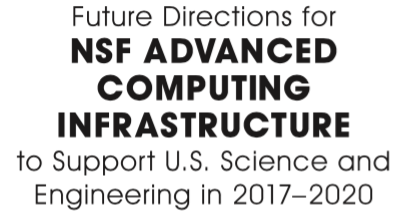 Future Directions for
NSF ADVANCED
COMPUTING
INFRASTRUCTURE
to Support U.S. Science and
Engineering in 2017–2020